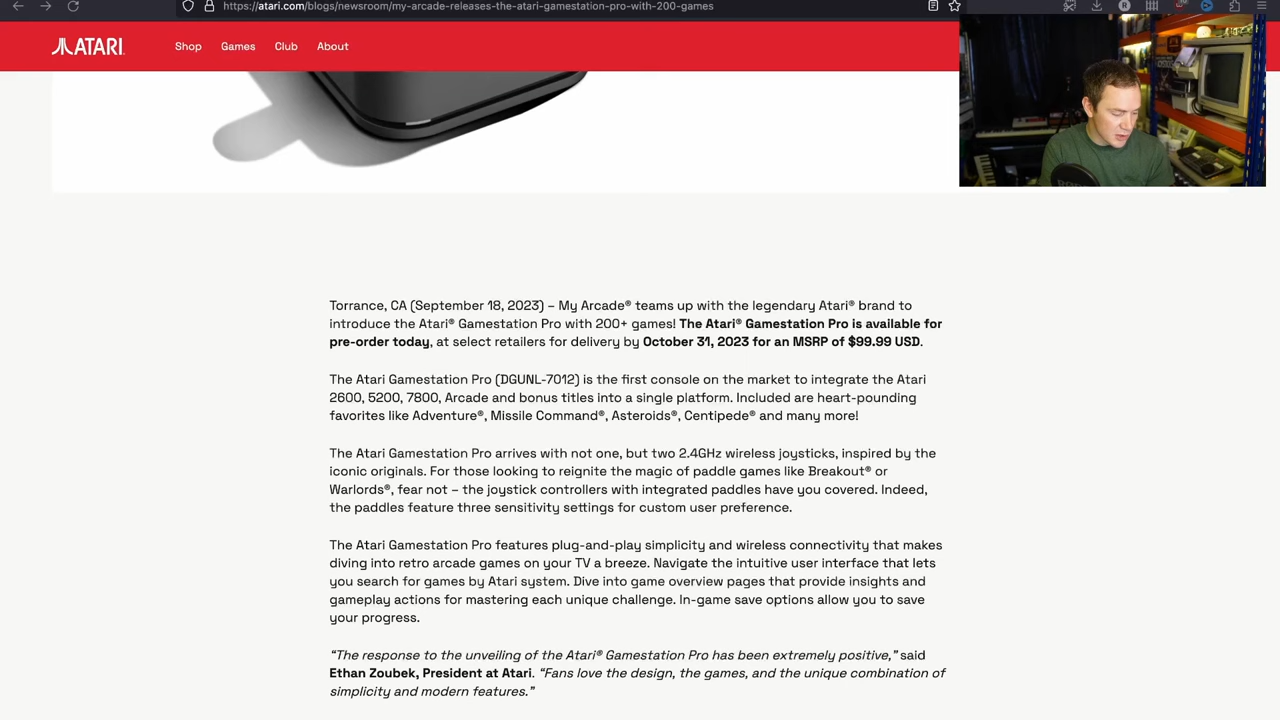 https://atari.com/blogs/newsroom/my-arcade-releases-the-atari-gamestation-pro-with-200-games
ATARI
Shop Games Club About
Torrance, CA (September 18, 2023) – My Arcade® teams up with the legendary Atari® brand to
introduce the Atari® Gamestation Pro with 200+ games! The Atari® Gamestation Pro is available for
pre-order today, at select retailers for delivery by October 31, 2023 for an MSRP of $99.99 USD.
The Atari Gamestation Pro (DGUNL-7012) is the first console on the market to integrate the Atari
2600, 5200, 7800, Arcade and bonus titles into a single platform. Included are heart-pounding
favorites like Adventure®, Missile Command®, Asteroids®, Centipede® and many more!
The Atari Gamestation Pro arrives with not one, but two 2.4GHz wireless joysticks, inspired by the
iconic originals. For those looking to reignite the magic of paddle games like Breakout® or
Warlords®, fear not – the joystick controllers with integrated paddles have you covered. Indeed,
the paddles feature three sensitivity settings for custom user preference.
The Atari Gamestation Pro features plug-and-play simplicity and wireless connectivity that makes
diving into retro arcade games on your TV a breeze. Navigate the intuitive user interface that lets
you search for games by Atari system. Dive into game overview pages that provide insights and
gameplay actions for mastering each unique challenge. In-game save options allow you to save
your progress.
“The response to the unveiling of the Atari® Gamestation Pro has been extremely positive,” said
Ethan Zoubek, President at Atari. “Fans love the design, the games, and the unique combination of
simplicity and modern features.”